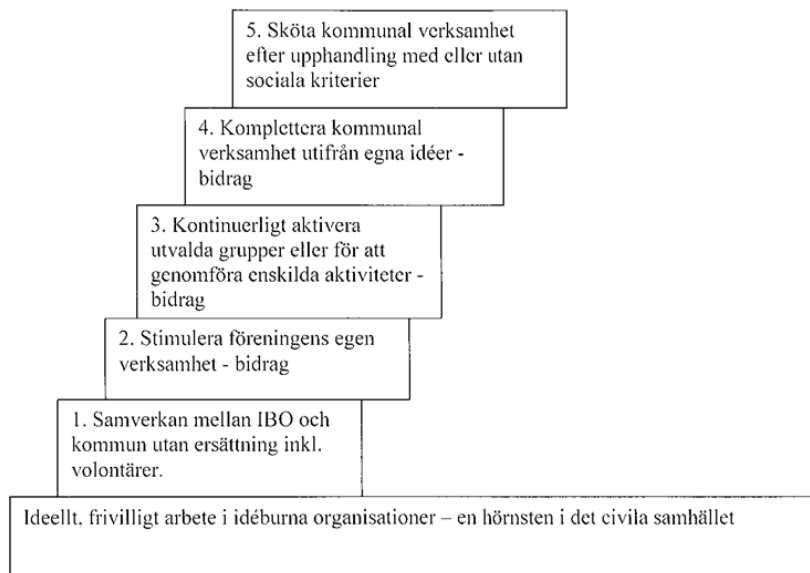 5. Sköta kommunal verksamhet
efter upphandling med eller utan
sociala kriterier
4. Komplettera kommunal
verksamhet utifrån egna idéer -
bidrag
3. Kontinuerligt aktivera
utvalda grupper eller för att
genomföra enskilda aktiviteter -
bidrag
2. Stimulera föreningens egen
verksamhet - bidrag
1. Samverkan mellan IBO och
kommun utan ersättning inkl.
volontärer.
Ideellt, frivilligt arbete i idéburna organisationer – en hörnsten i det civila samhället